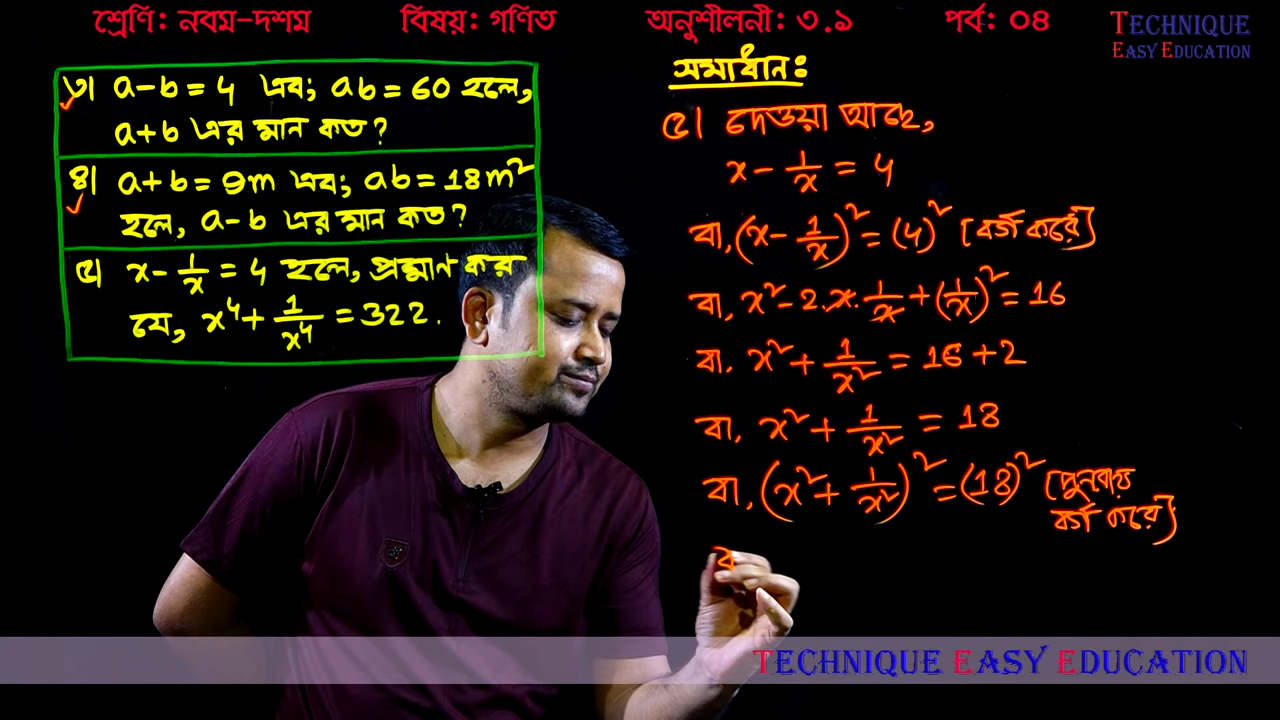 শ্রেণি: নবম-দশম বিষয়: গণিত অনুশীলনী: ৩.১ পর্ব: ০৪
TECHNIQUE
EASY EDUCATION
৩। a-b=4 এবং; ab=60 হলে,
a+b এর মান কত?
৪। a+b=9m এবং; ab=18m²
হলে, a-b এর মান কত?
৫। x-1/x=4 হলে, প্রমাণ কর
যে, x⁴+1/x⁴=322.
সমাধান:
৫। দেওয়া আছে,
x-1/x=4
বা, (x-1/x)²=(4)² [বর্গ করে]
বা, x²-2.x.1/x+(1/x)²=16
বা, x²+1/x²=16+2
বা, x²+1/x²=18
বা, (x²+1/x²)²=(18)² [পুনরায়
বর্গ করে]
ব
TECHNIQUE EASY EDUCATION